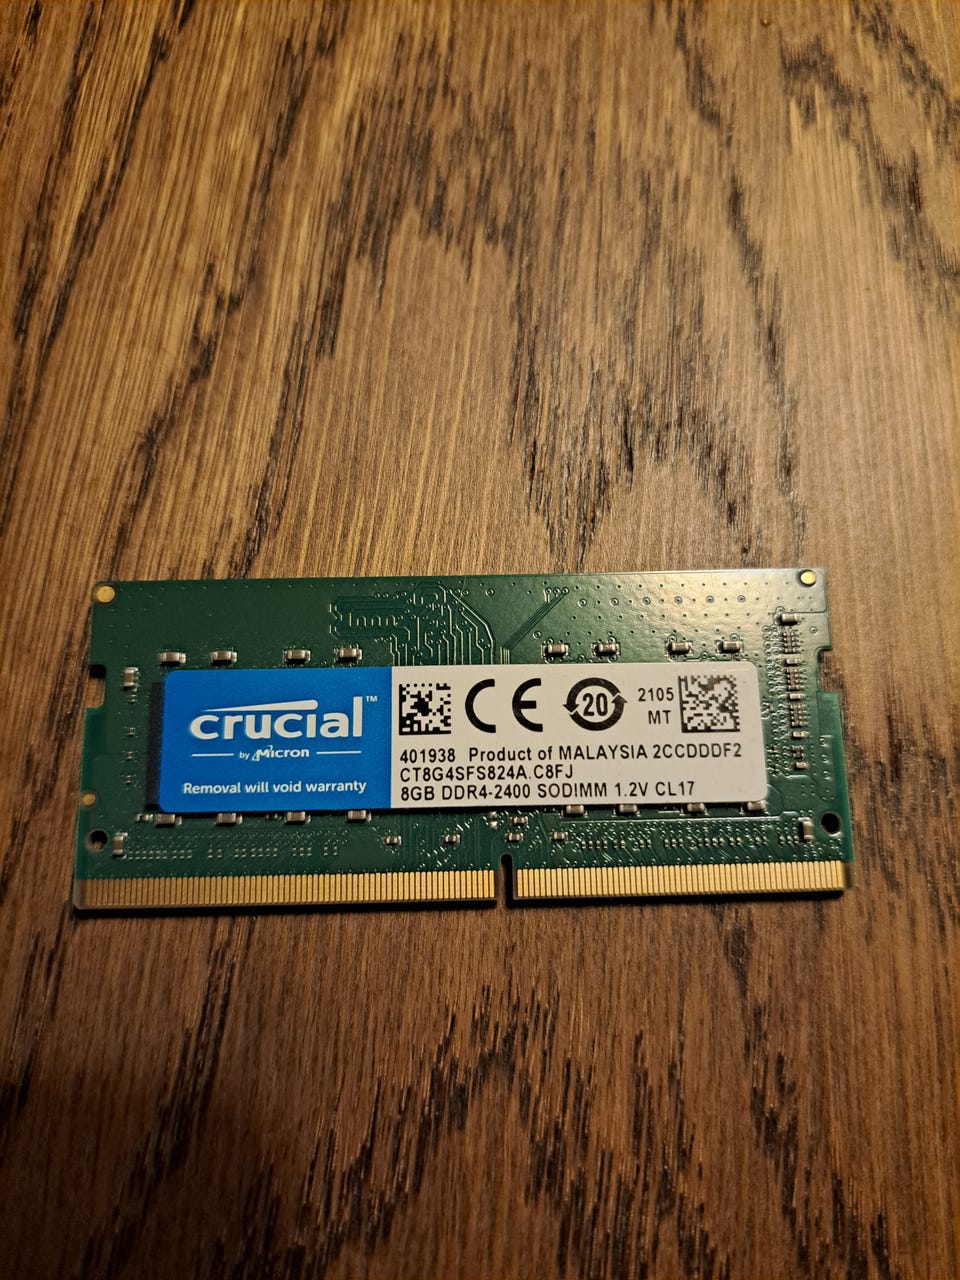 crucial™
by Micron
Removal will void warranty
CE 20 2105
MT
401938 Product of MALAYSIA 2CCDDDF2
CT8G4SFS824A.C8FJ
8GB DDR4-2400 SODIMM 1.2V CL17